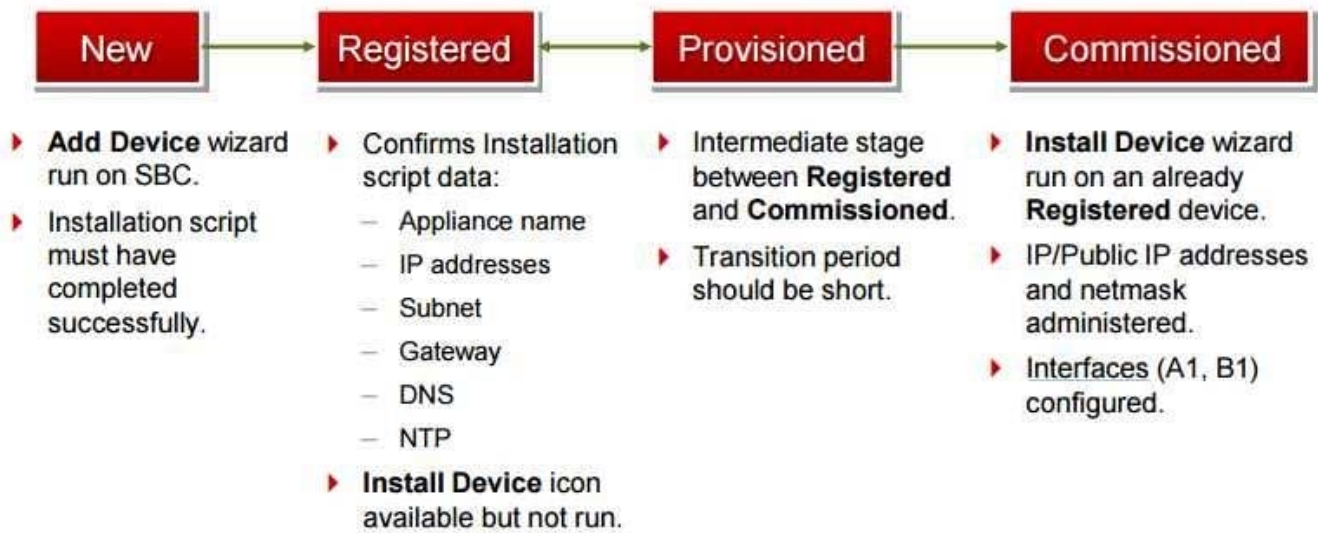 New
Registered
Provisioned
Commissioned
Add Device wizard
run on SBC.
Installation script
must have
completed
successfully.
Confirms Installation
script data:
– Appliance name
– IP addresses
– Subnet
– Gateway
– DNS
– NTP
Install Device icon
available but not run.
Intermediate stage
between Registered
and Commissioned.
Transition period
should be short.
Install Device wizard
run on an already
Registered device.
IP/Public IP addresses
and netmask
administered.
Interfaces (A1, B1)
configured.